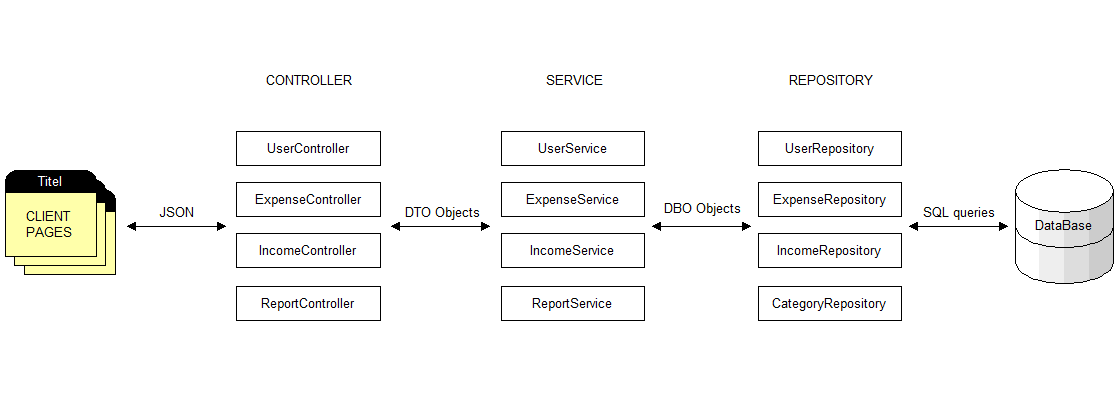 CONTROLLER
SERVICE
REPOSITORY
UserController
UserService
UserRepository
Titel
CLIENT
PAGES
ExpenseController
ExpenseService
ExpenseRepository
JSON
DTO Objects
DBO Objects
SQL queries
DataBase
IncomeController
IncomeService
IncomeRepository
ReportController
ReportService
CategoryRepository